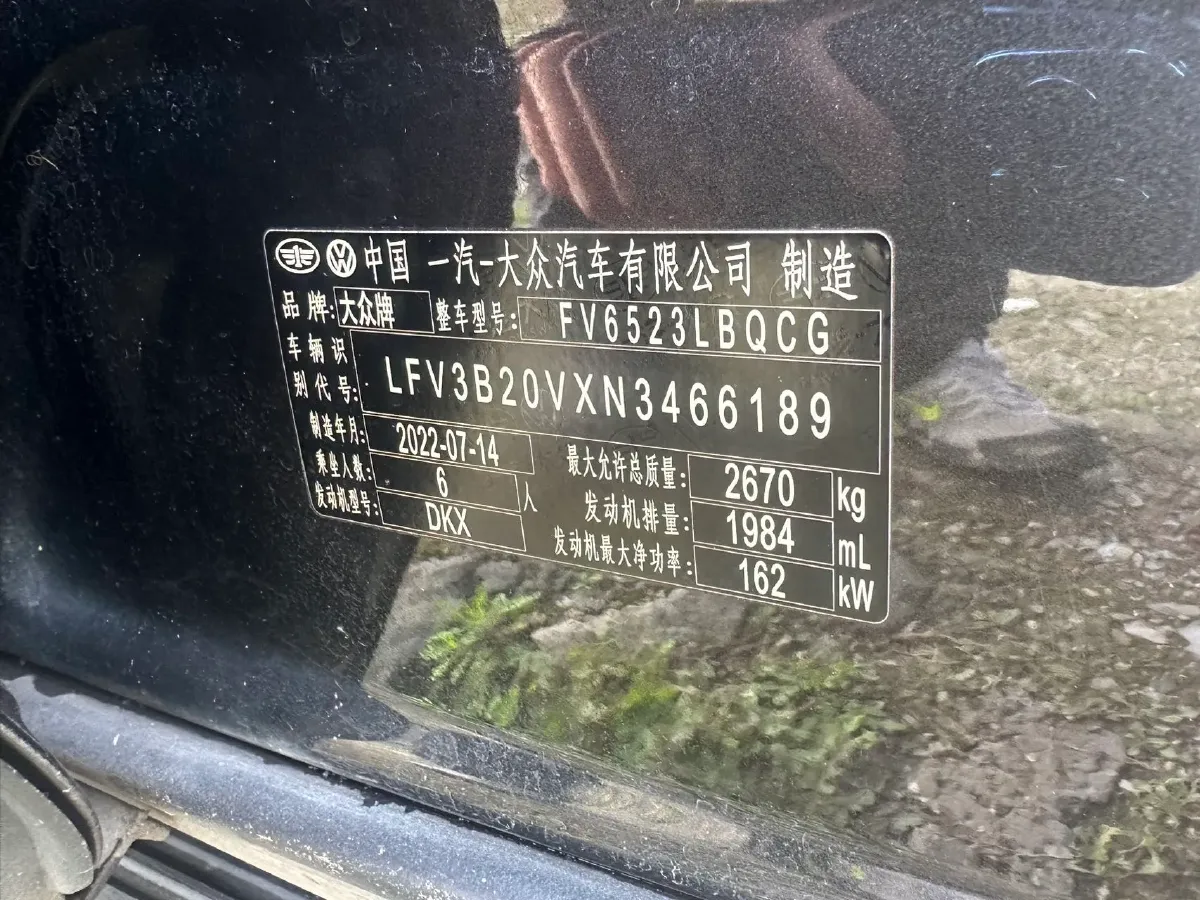 中国 一汽-大众汽车有限公司 制造
品牌: 大众牌 整车型号: FV6523LBQCG
车辆识别代号: LFV3B20VXN3466189
制造年月: 2022-07-14 最大允许总质量: 2670 kg
乘坐人数: 6 人 发动机排量: 1984 mL
发动机型号: DKX 发动机最大净功率: 162 kW